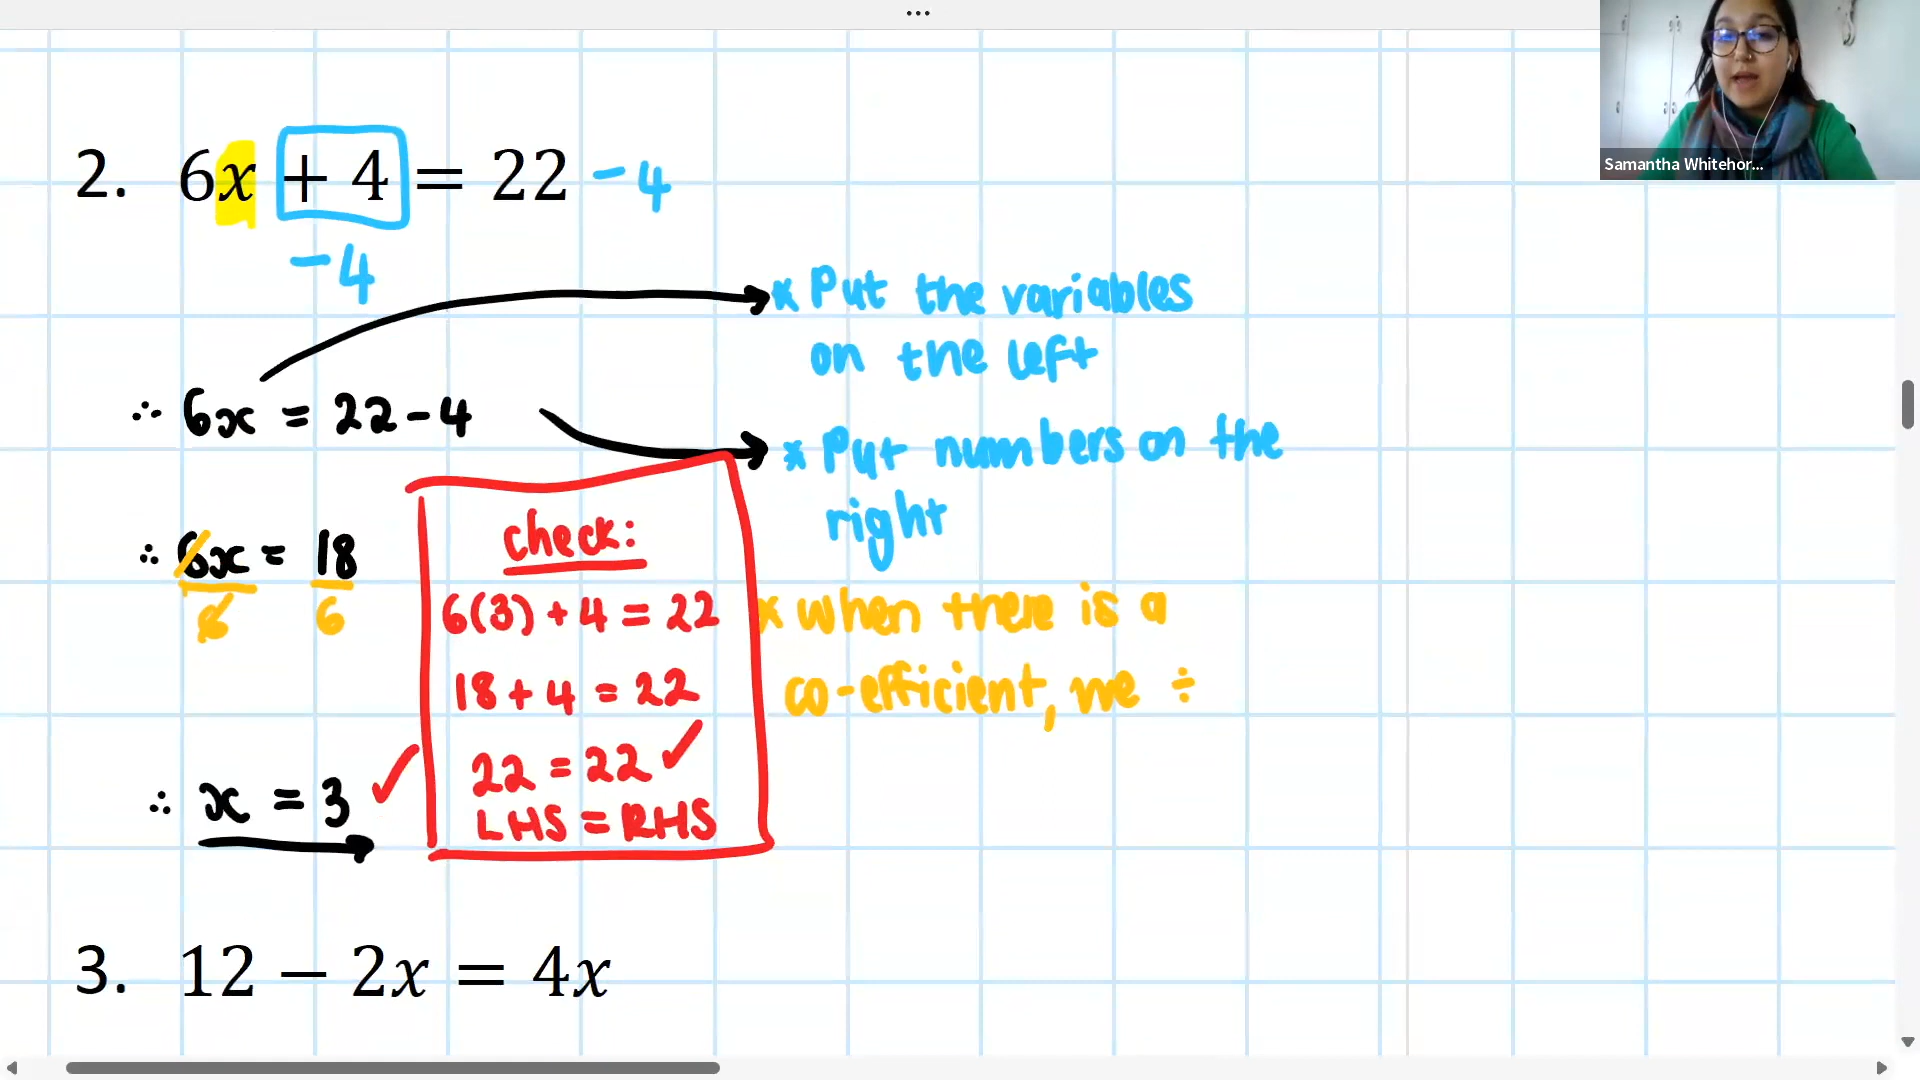 Samantha Whitehor...
2. 6x + 4 = 22 - 4
-4
* Put the variables
on the left
∴ 6x = 22 - 4
* Put numbers on the
right
∴ 6x = 18
6 6
check:
6(3) + 4 = 22
18 + 4 = 22
22 = 22 ✓
LHS = RHS
* When there is a
co-efficient, we ÷
∴ x = 3 ✓
3. 12 − 2x = 4x